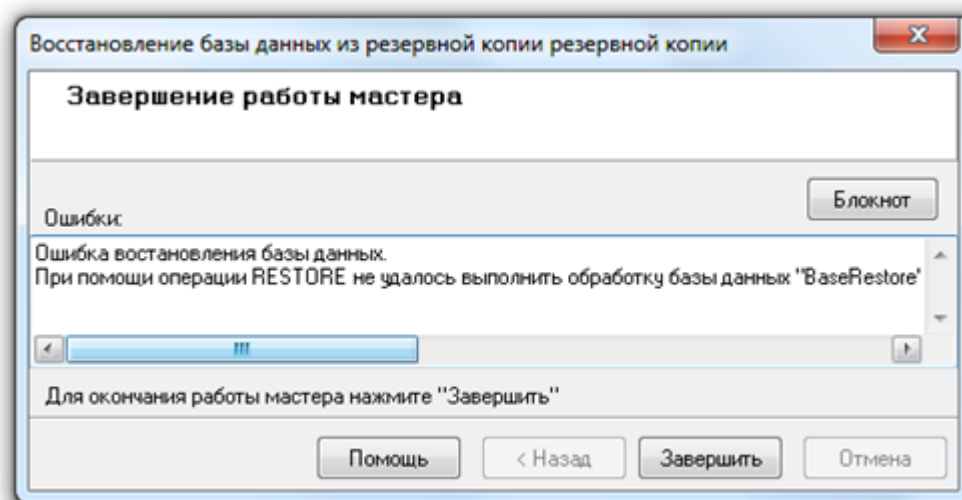 Восстановление базы данных из резервной копии резервной копии
Завершение работы мастера
Блокнот
Ошибки:
Ошибка востановления базы данных.
При помощи операции RESTORE не удалось выполнить обработку базы данных "BaseRestore'
Для окончания работы мастера нажмите "Завершить"
Помощь
< Назад
Завершить
Отмена